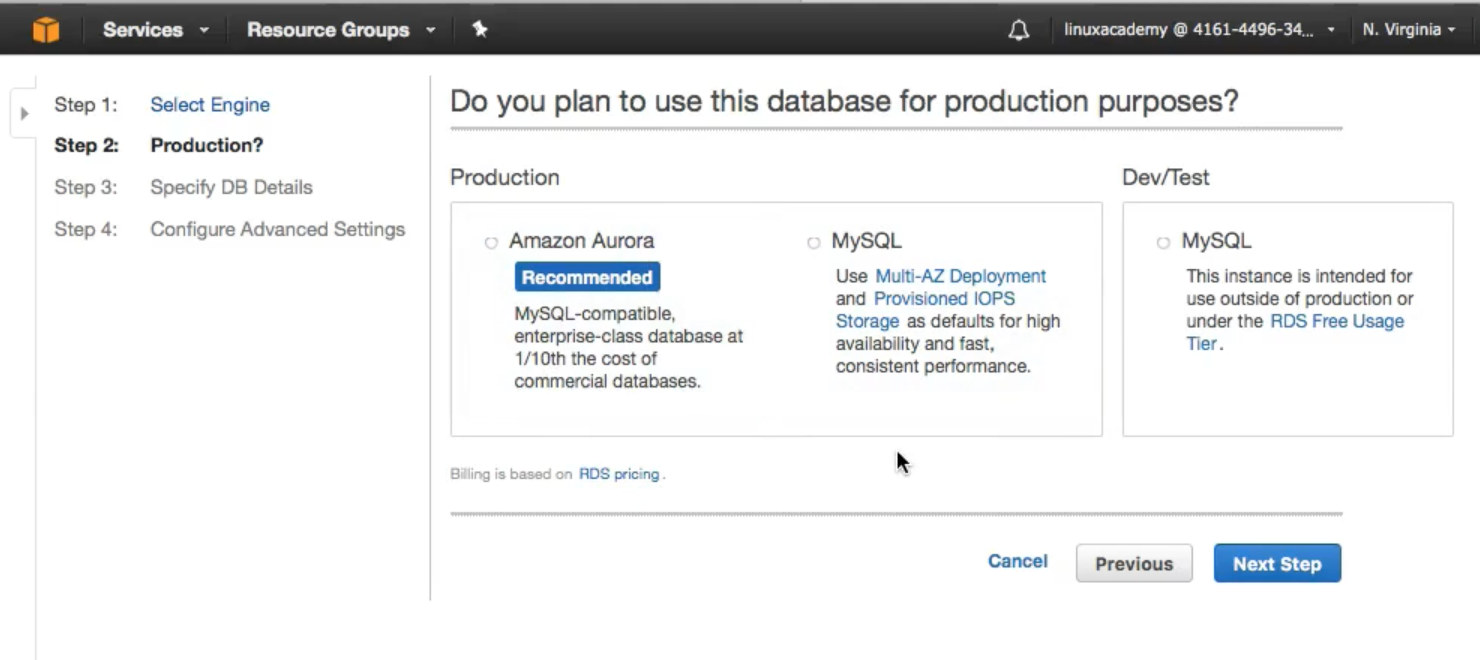 Services
Resource Groups
linuxacademy @ 4161-4496-34...
N. Virginia
Step 1: Select Engine
Step 2: Production?
Step 3: Specify DB Details
Step 4: Configure Advanced Settings
Do you plan to use this database for production purposes?
Production
Amazon Aurora
Recommended
MySQL-compatible,
enterprise-class database at
1/10th the cost of
commercial databases.
MySQL
Use Multi-AZ Deployment
and Provisioned IOPS
Storage as defaults for high
availability and fast,
consistent performance.
Dev/Test
MySQL
This instance is intended for
use outside of production or
under the RDS Free Usage
Tier.
Billing is based on RDS pricing.
Cancel
Previous
Next Step